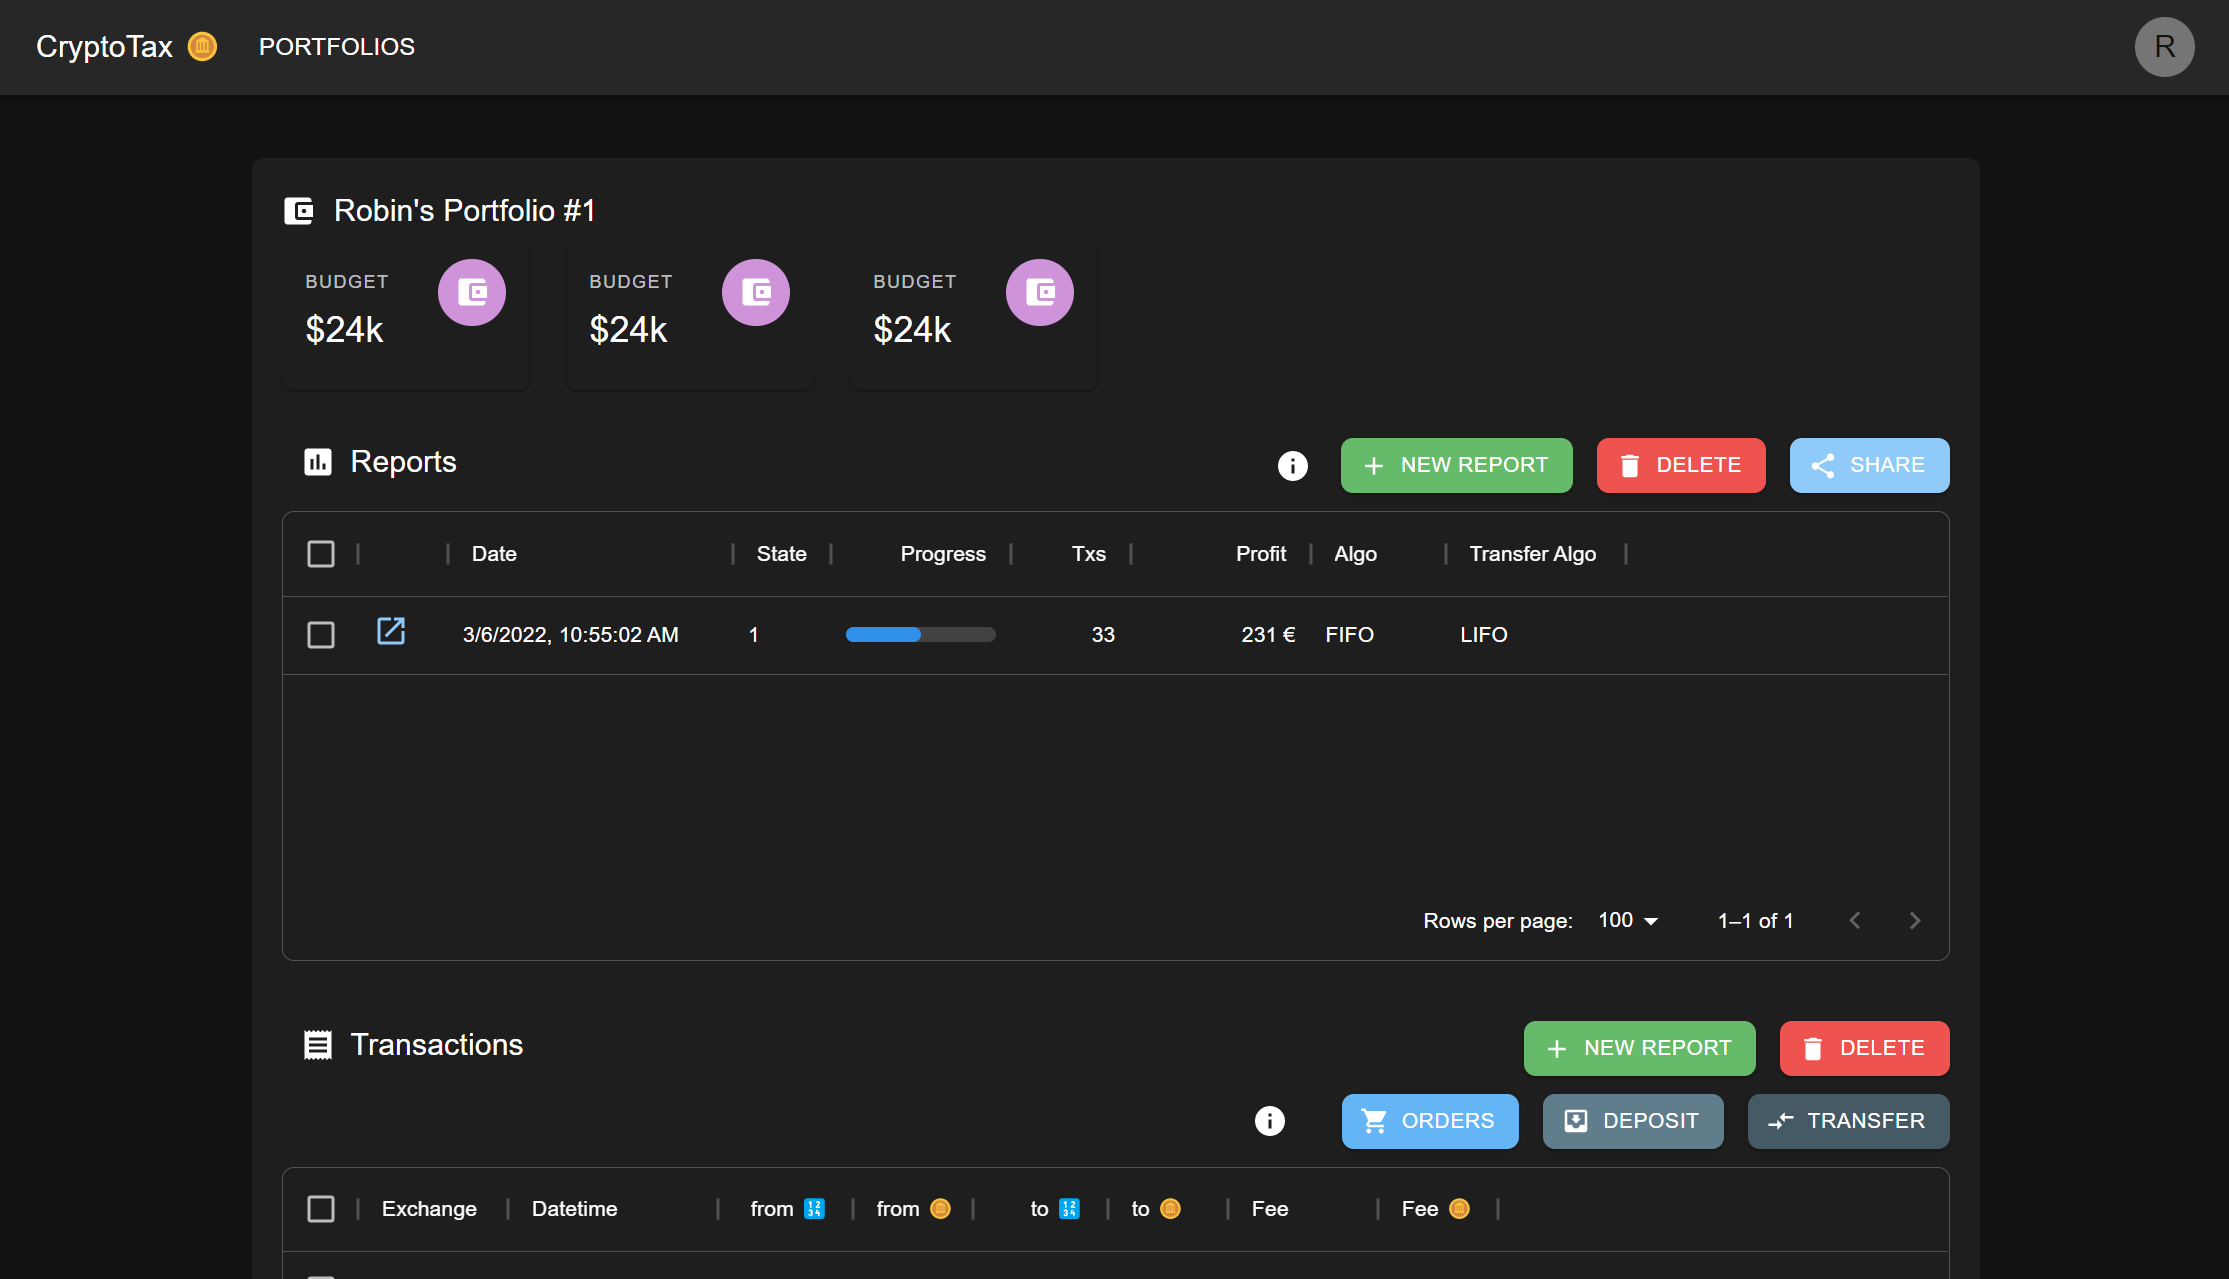 CryptoTax PORTFOLIOS R
Robin's Portfolio #1
BUDGET BUDGET BUDGET
$24k $24k $24k
Reports NEW REPORT DELETE SHARE
Date State Progress Txs Profit Algo Transfer Algo
3/6/2022, 10:55:02 AM 1 33 231 € FIFO LIFO
Rows per page: 100 1–1 of 1
Transactions NEW REPORT DELETE
ORDERS DEPOSIT TRANSFER
Exchange Datetime from 🔢 from to 🔢 to Fee Fee